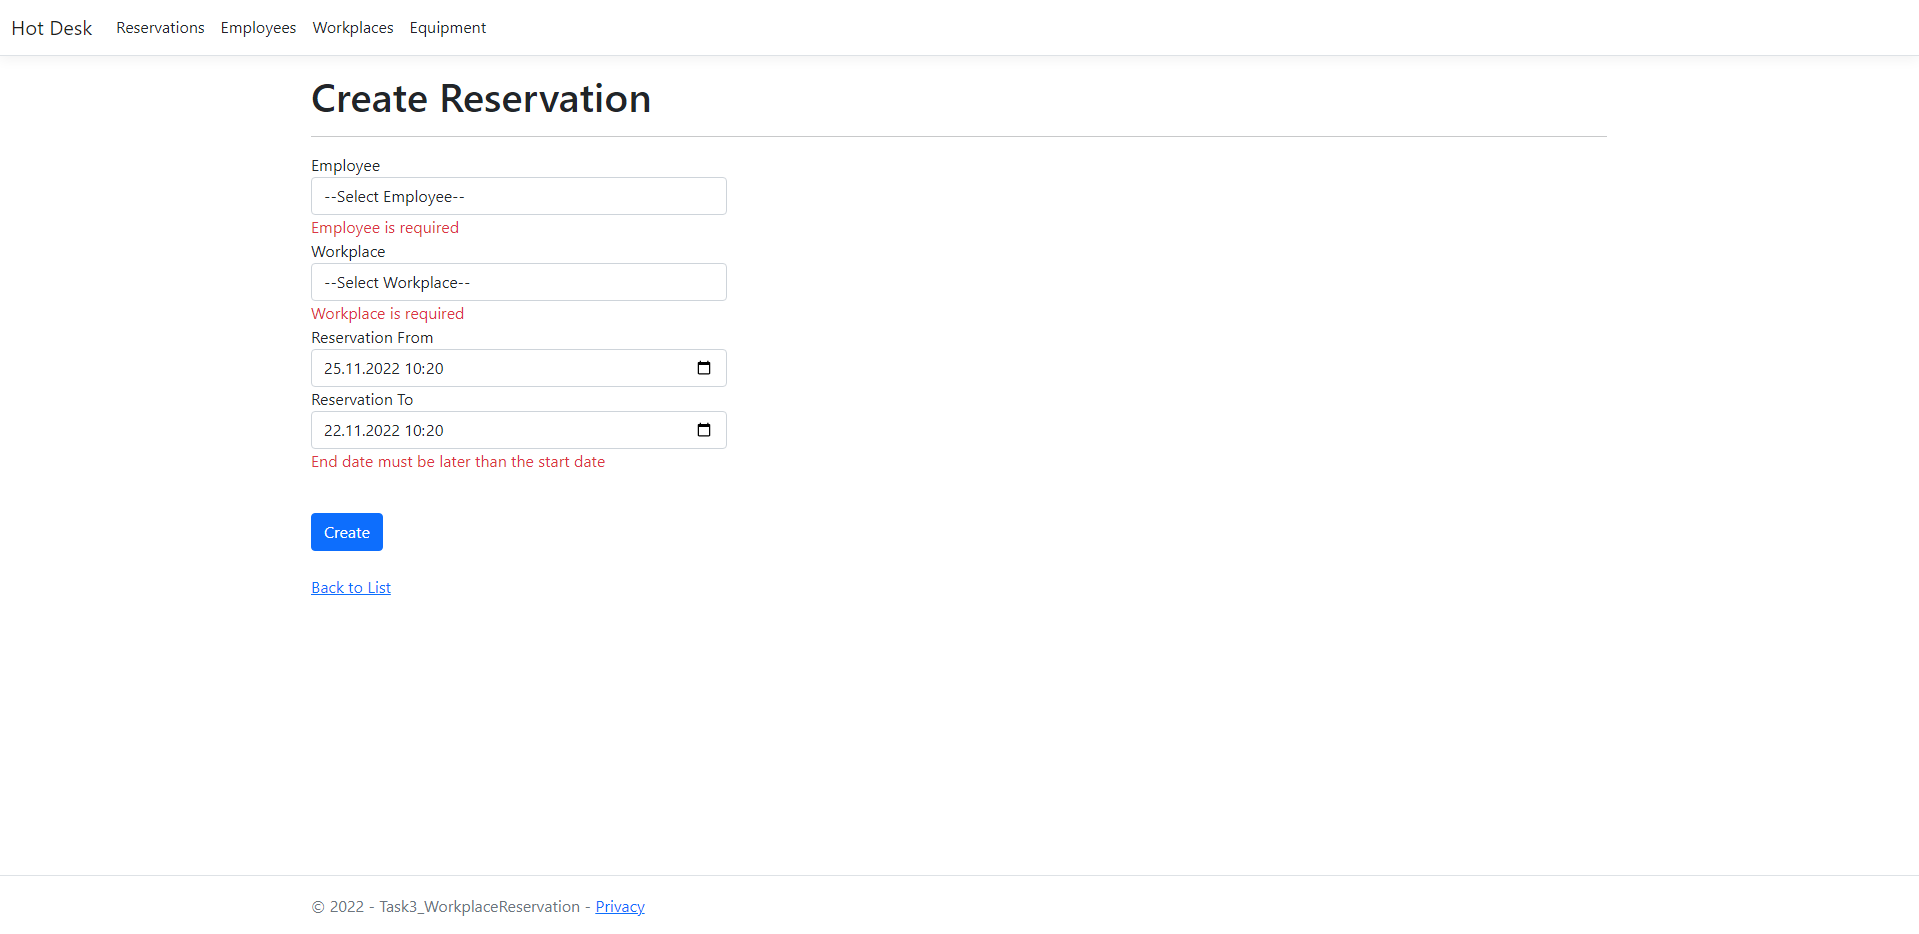 Hot Desk Reservations Employees Workplaces Equipment
Create Reservation
Employee
--Select Employee--
Employee is required
Workplace
--Select Workplace--
Workplace is required
Reservation From
25.11.2022 10:20
Reservation To
22.11.2022 10:20
End date must be later than the start date
Create
Back to List
© 2022 - Task3_WorkplaceReservation - Privacy